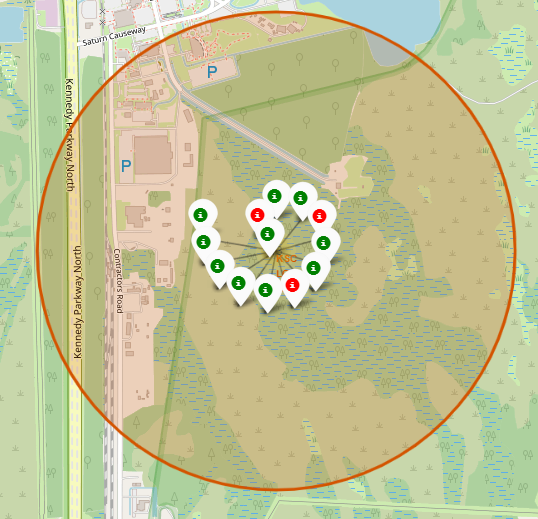 Saturn Causeway
P
Kennedy Parkway North
P
Kennedy Parkway North
Contractors Road